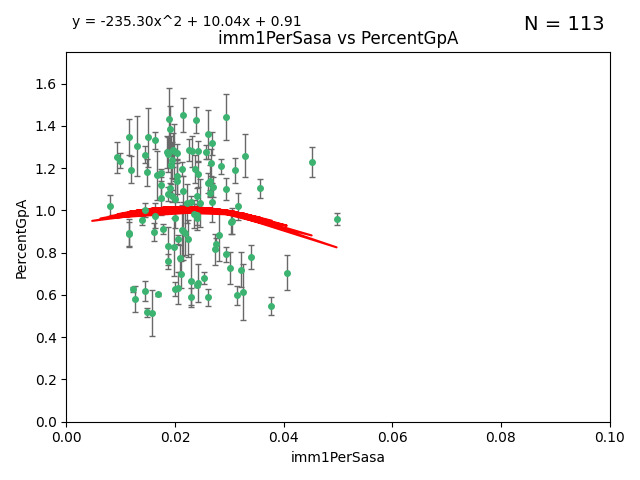 y = -235.30x^2 + 10.04x + 0.91
N = 113
imm1PerSasa vs PercentGpA
1.6
1.4
1.2
1.0
0.8
0.6
0.4
0.2
0.0
PercentGpA
0.00 0.02 0.04 0.06 0.08 0.10
imm1PerSasa